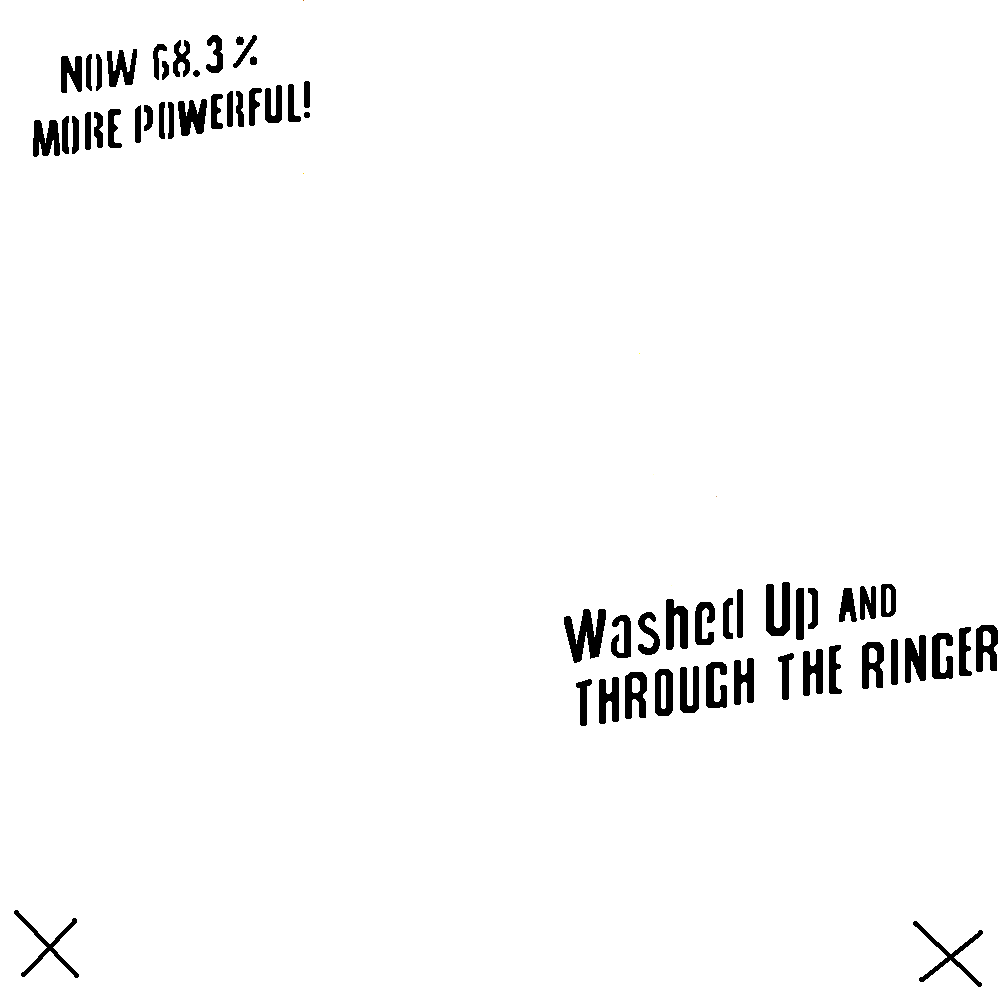 NOW 68.3%
MORE POWERFUL!
Washed Up AND
THROUGH THE RINGER